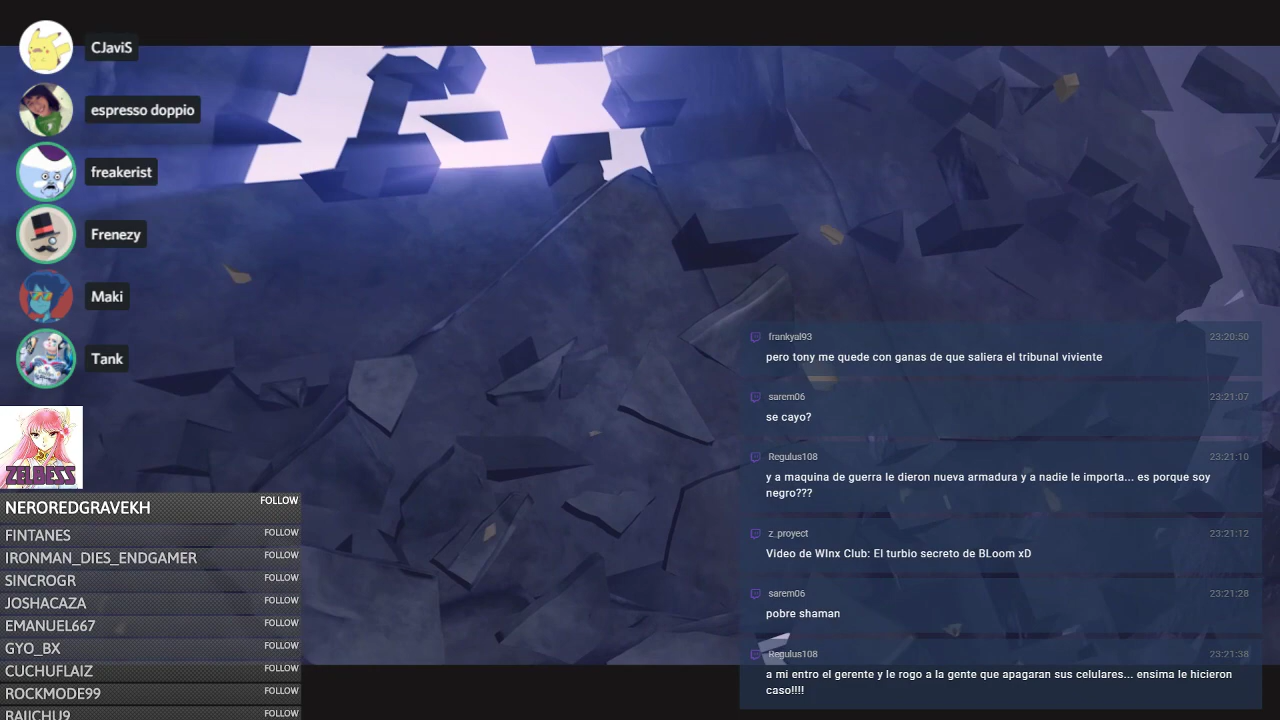 CJaviS
espresso doppio
freakerist
Frenezy
Maki
Tank
ZELBESS
NEROREDGRAVEKH FOLLOW
FINTANES FOLLOW
IRONMAN_DIES_ENDGAMER FOLLOW
SINCROGR FOLLOW
JOSHACAZA FOLLOW
EMANUEL667 FOLLOW
GYO_BX FOLLOW
CUCHUFLAIZ FOLLOW
ROCKMODE99 FOLLOW
RAIICHU9 FOLLOW
frankyal93 23:20:50
pero tony me quede con ganas de que saliera el tribunal viviente
sarem06 23:21:07
se cayo?
Regulus108 23:21:10
y a maquina de guerra le dieron nueva armadura y a nadie le importa... es porque soy
negro???
z_proyect 23:21:12
Video de WInx Club: El turbio secreto de BLoom xD
sarem06 23:21:28
pobre shaman
Regulus108 23:21:38
a mi entro el gerente y le rogo a la gente que apagaran sus celulares... ensima le hicieron
caso!!!!